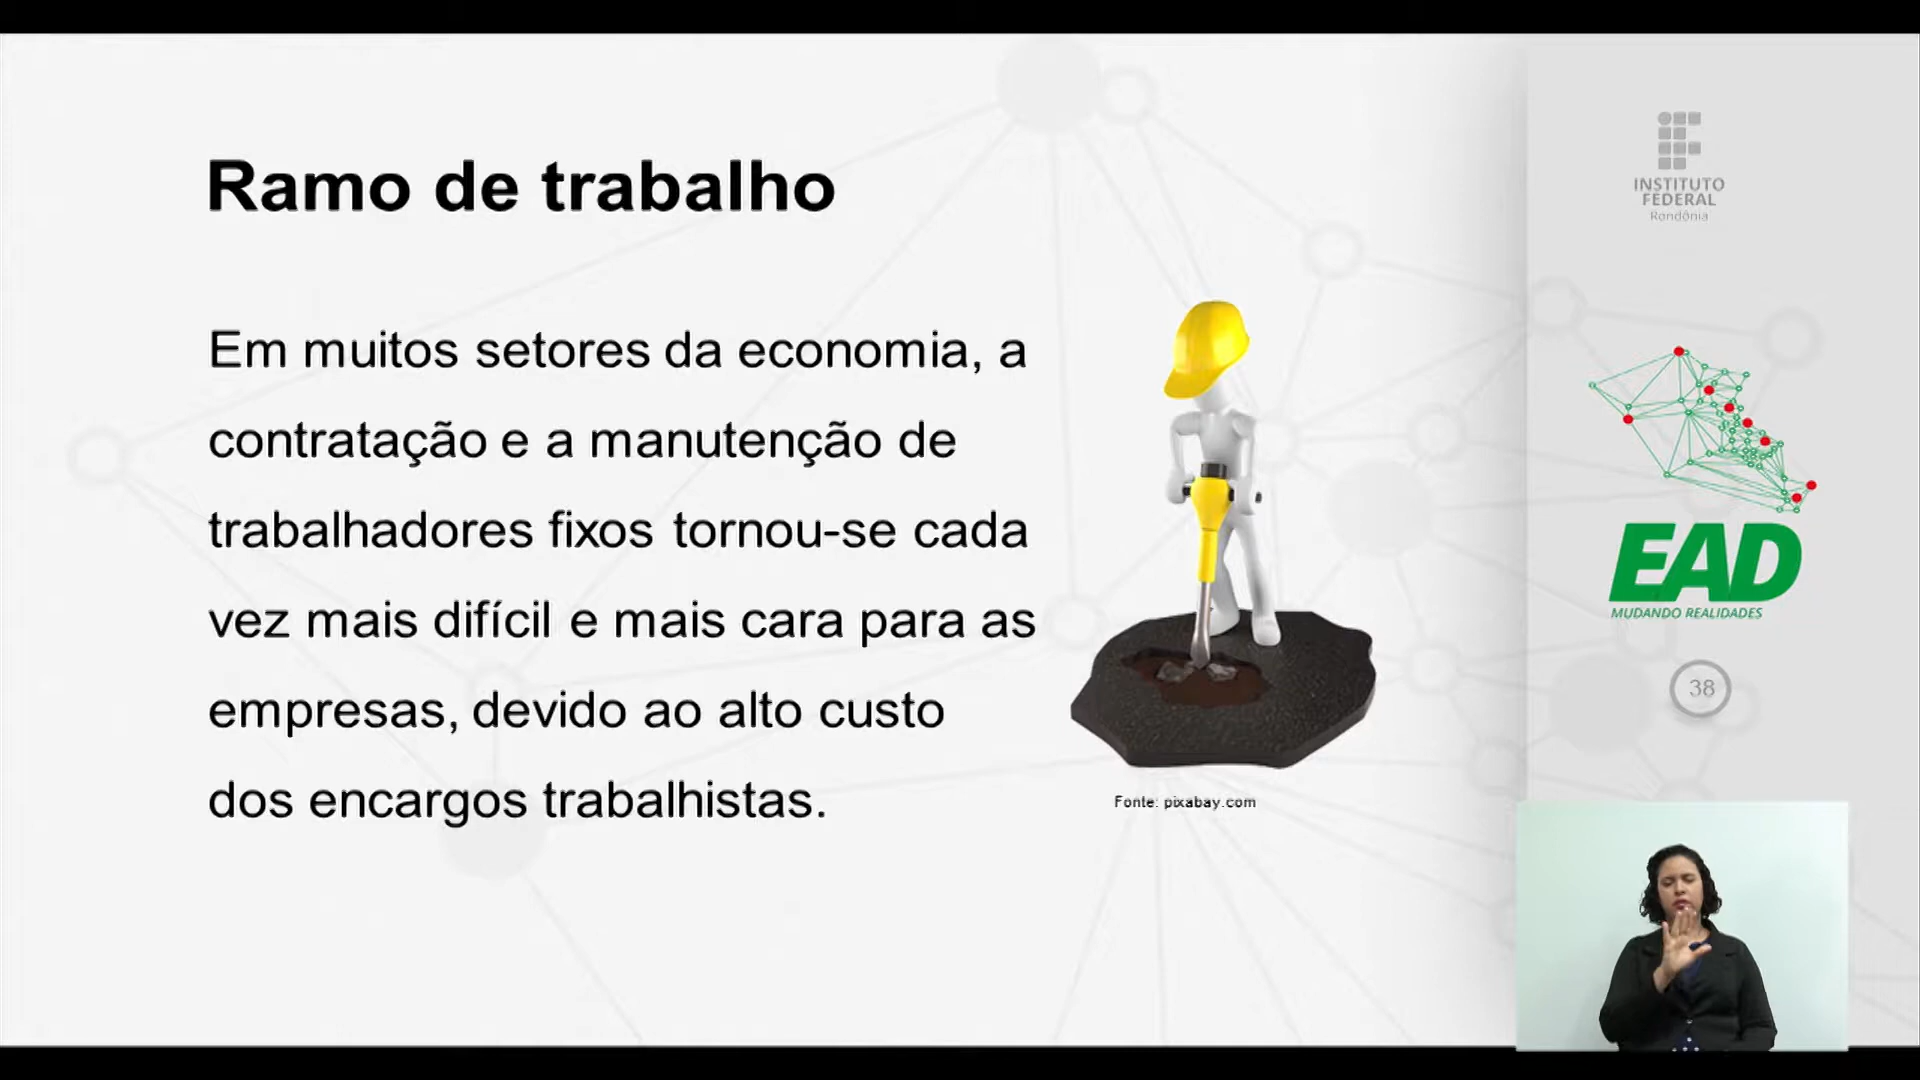 Ramo de trabalho
Em muitos setores da economia, a
contratação e a manutenção de
trabalhadores fixos tornou-se cada
vez mais difícil e mais cara para as
empresas, devido ao alto custo
dos encargos trabalhistas.
Fonte: pixabay.com
INSTITUTO
FEDERAL
Rondônia
EAD
MUDANDO REALIDADES
38